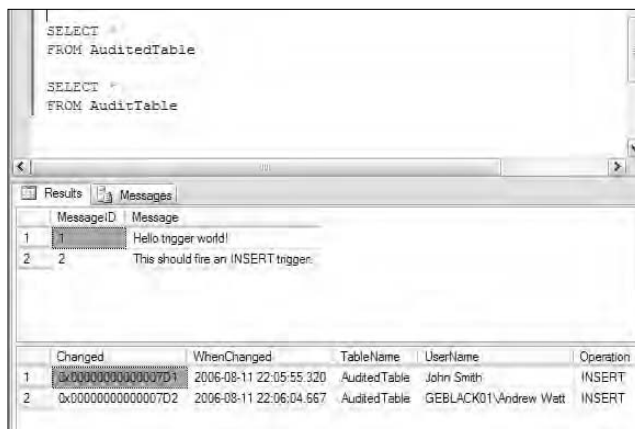 SELECT *
FROM AuditedTable
SELECT *
FROM AuditTable
Results Messages
MessageID Message
1 1 Hello trigger world!
2 2 This should fire an INSERT trigger.
Changed WhenChanged TableName UserName Operation
1 0x00000000000007D1 2006-08-11 22:05:55.320 AuditedTable John Smith INSERT
2 0x00000000000007D2 2006-08-11 22:06:04.667 AuditedTable GEBLACK01\Andrew Watt INSERT